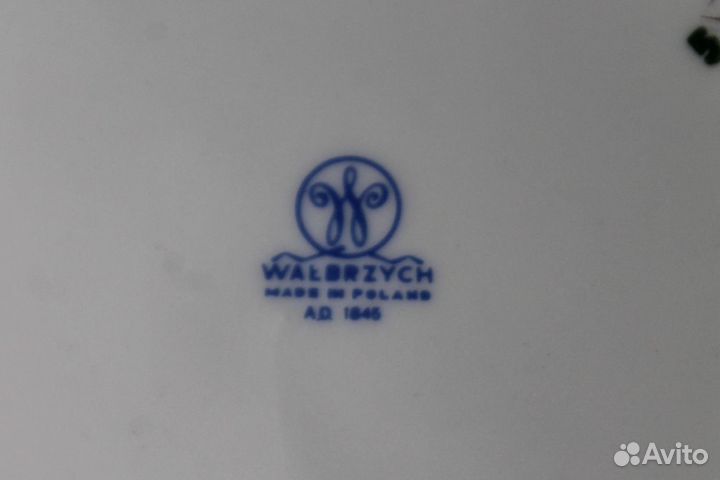 W
WAŁBRZYCH
MADE IN POLAND
A.D. 1845
Avito